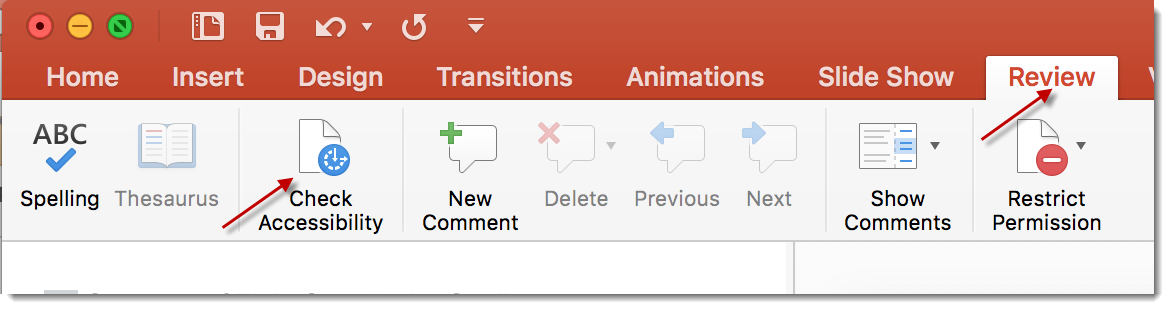 Home Insert Design Transitions Animations Slide Show Review
ABC
Spelling Thesaurus Check Accessibility New Comment Delete Previous Next Show Comments Restrict Permission